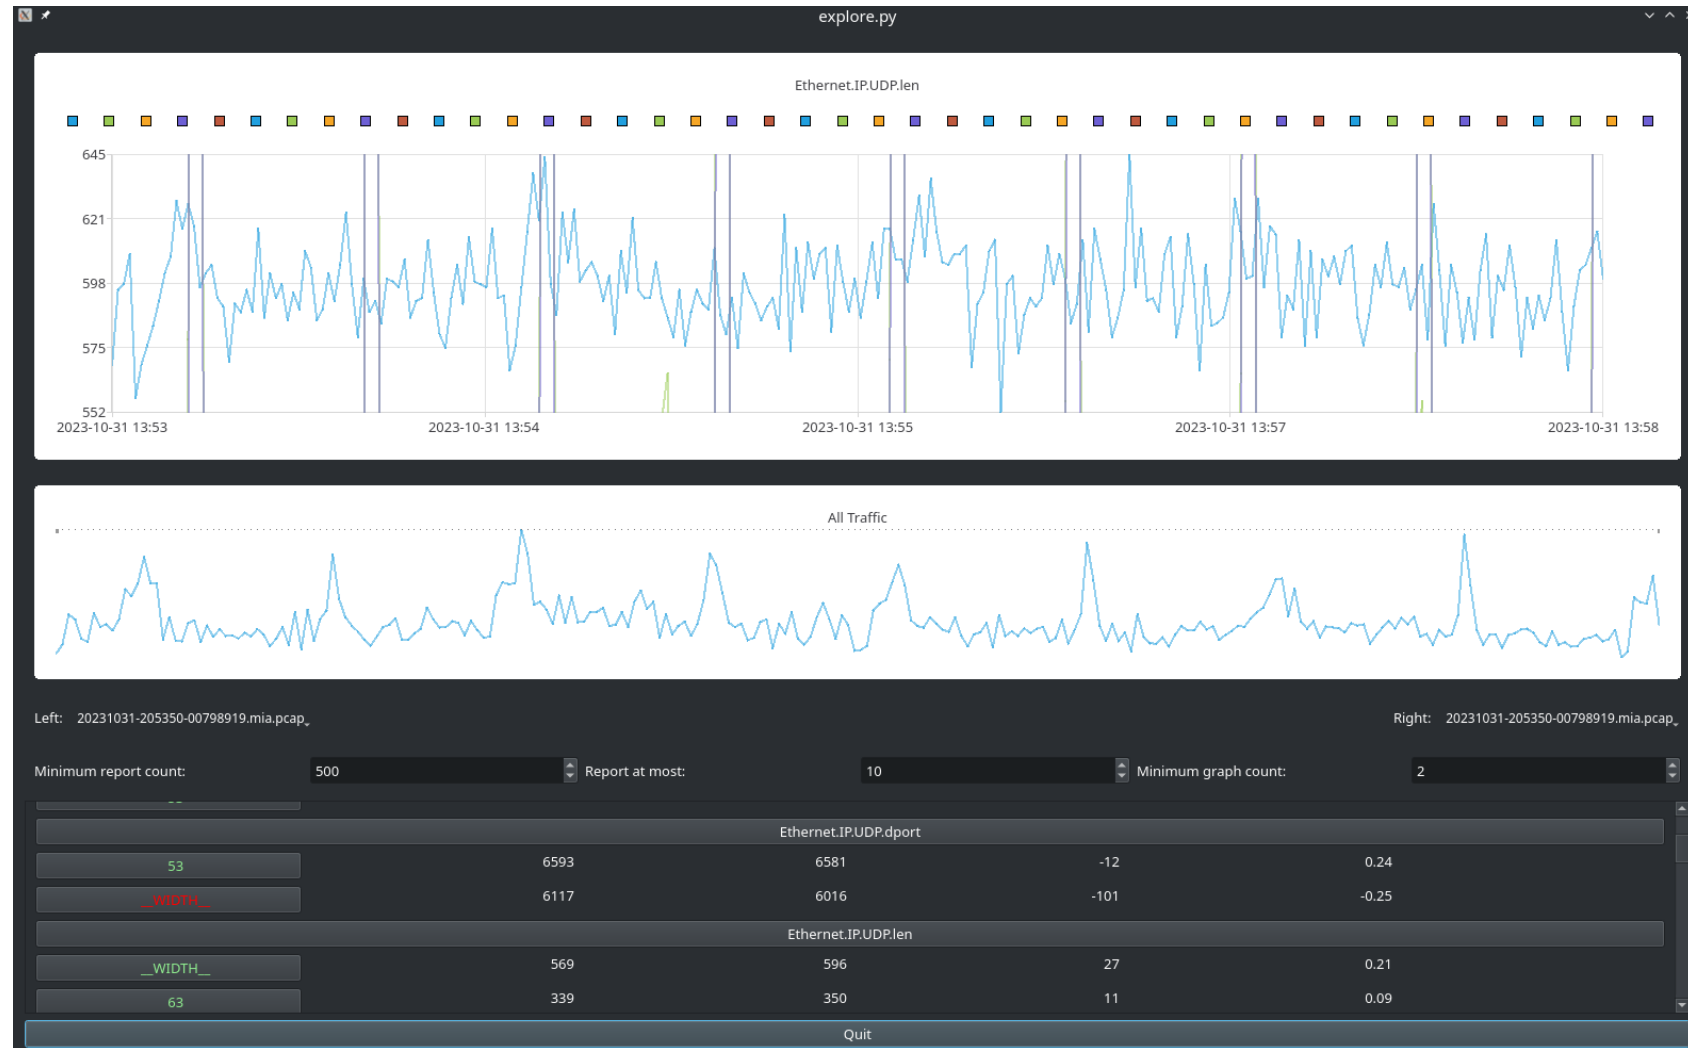 explore.py
Ethernet.IP.UDP.len
645
621
598
575
552
2023-10-31 13:53 2023-10-31 13:54 2023-10-31 13:55 2023-10-31 13:57 2023-10-31 13:58
All Traffic
Left: 20231031-205350-00798919.mia.pcap Right: 20231031-205350-00798919.mia.pcap
Minimum report count: 500 Report at most: 10 Minimum graph count: 2
Ethernet.IP.UDP.dport
53 6593 6581 -12 0.24
__WIDTH__ 6117 6016 -101 -0.25
Ethernet.IP.UDP.len
__WIDTH__ 569 596 27 0.21
63 339 350 11 0.09
Quit